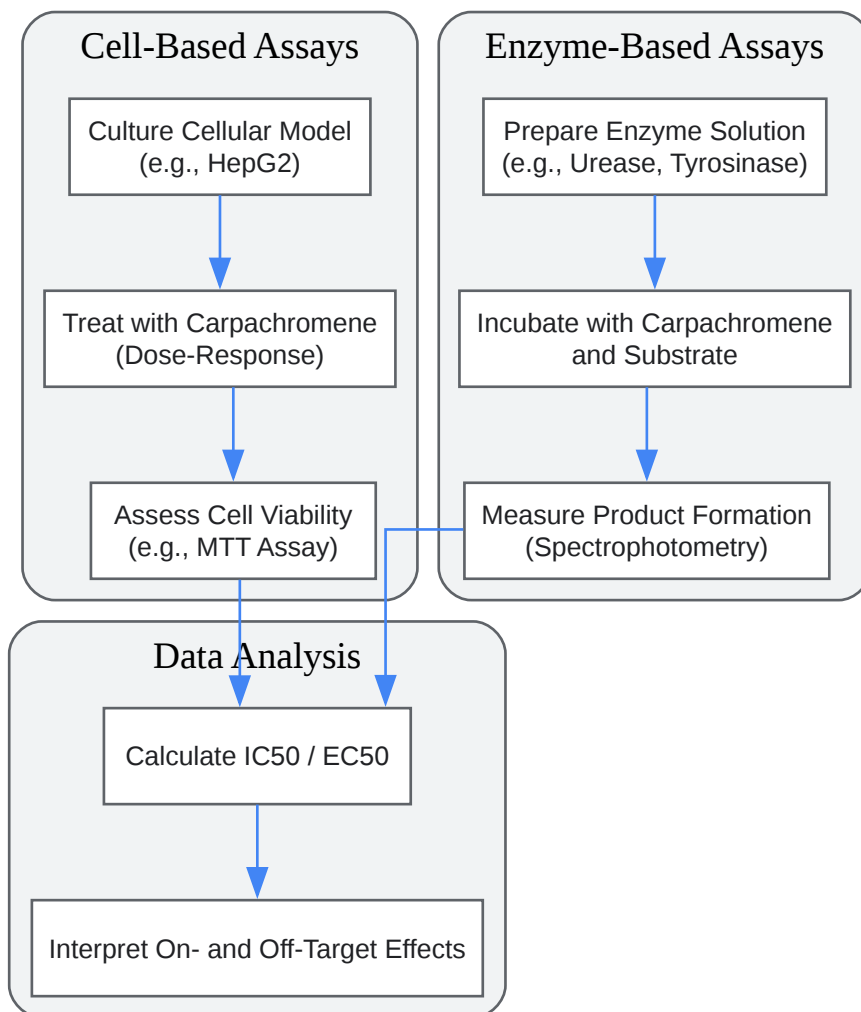 Cell-Based Assays
Culture Cellular Model
(e.g., HepG2)
Treat with Carpachromene
(Dose-Response)
Assess Cell Viability
(e.g., MTT Assay)
Enzyme-Based Assays
Prepare Enzyme Solution
(e.g., Urease, Tyrosinase)
Incubate with Carpachromene
and Substrate
Measure Product Formation
(Spectrophotometry)
Data Analysis
Calculate IC50 / EC50
Interpret On- and Off-Target Effects